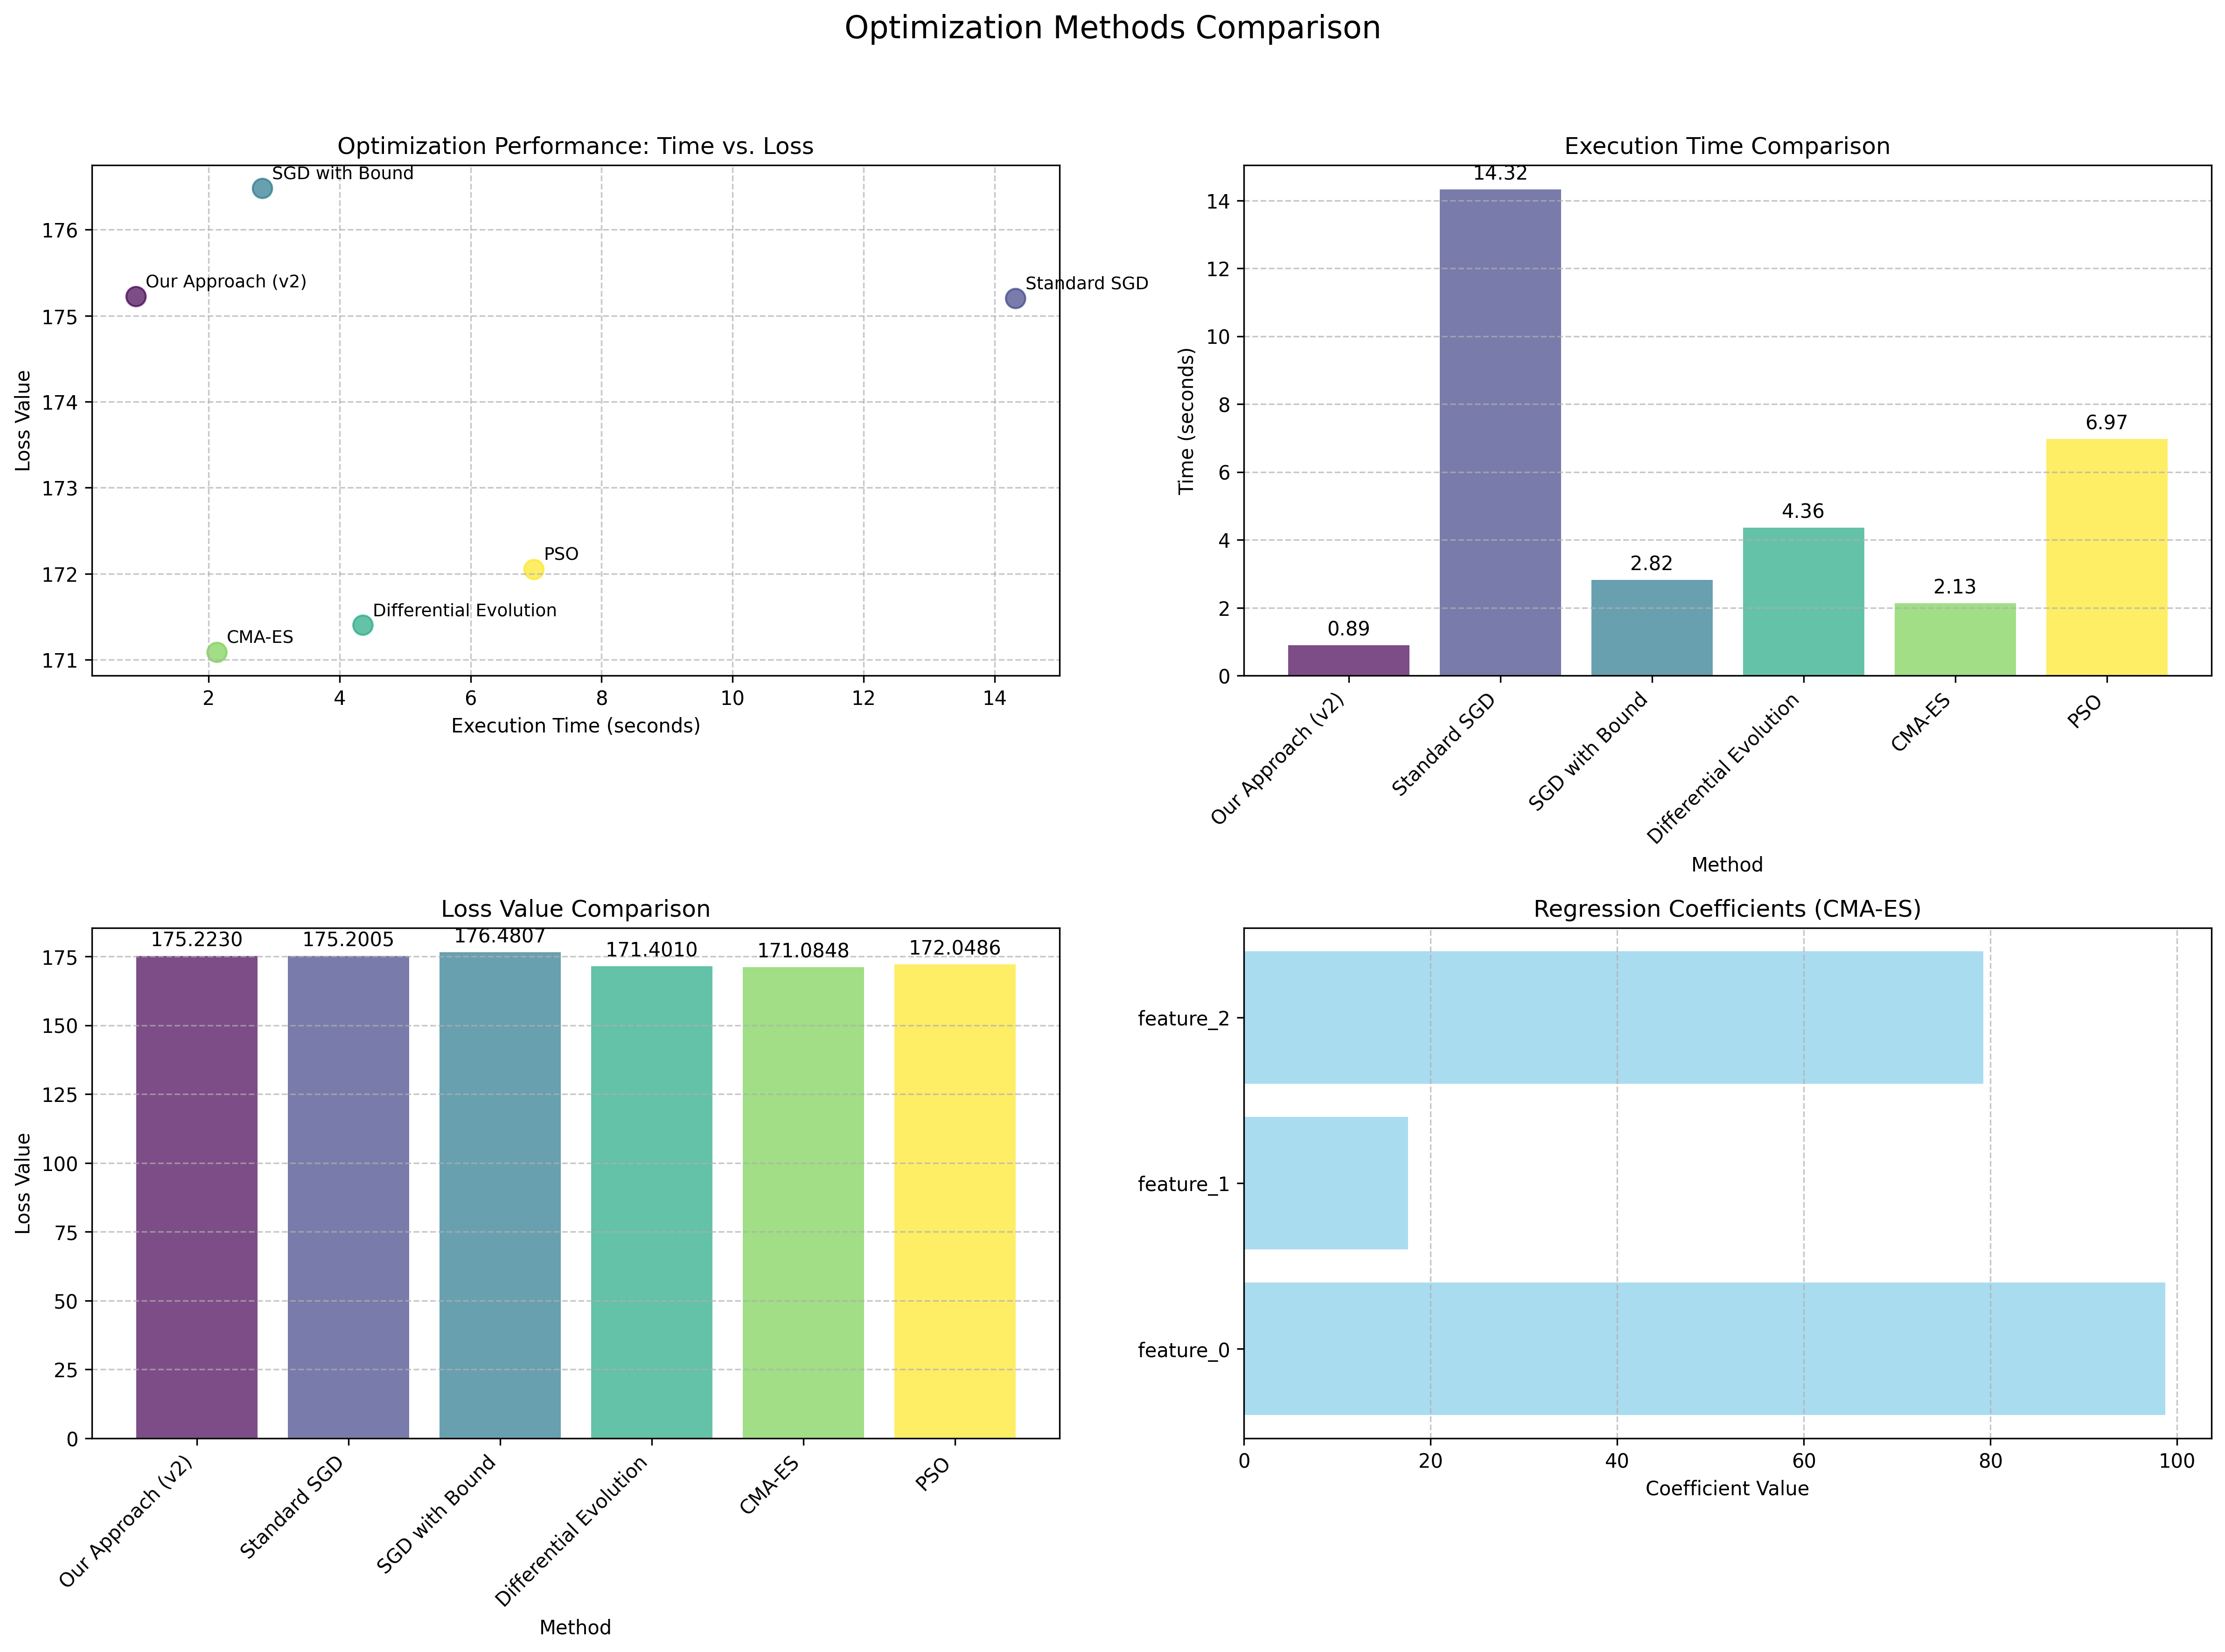 Optimization Methods Comparison
Optimization Performance: Time vs. Loss
SGD with Bound
Our Approach (v2)
Standard SGD
PSO
Differential Evolution
CMA-ES
176
175
174
173
172
171
Loss Value
2 4 6 8 10 12 14
Execution Time (seconds)
Execution Time Comparison
14.32
6.97
4.36
2.82
2.13
0.89
14
12
10
8
6
4
2
0
Time (seconds)
Our Approach (v2)
Standard SGD
SGD with Bound
Differential Evolution
CMA-ES
PSO
Method
Loss Value Comparison
175.2230 175.2005 176.4807 171.4010 171.0848 172.0486
175
150
125
100
75
50
25
0
Loss Value
Our Approach (v2)
Standard SGD
SGD with Bound
Differential Evolution
CMA-ES
PSO
Method
Regression Coefficients (CMA-ES)
feature_2
feature_1
feature_0
0 20 40 60 80 100
Coefficient Value